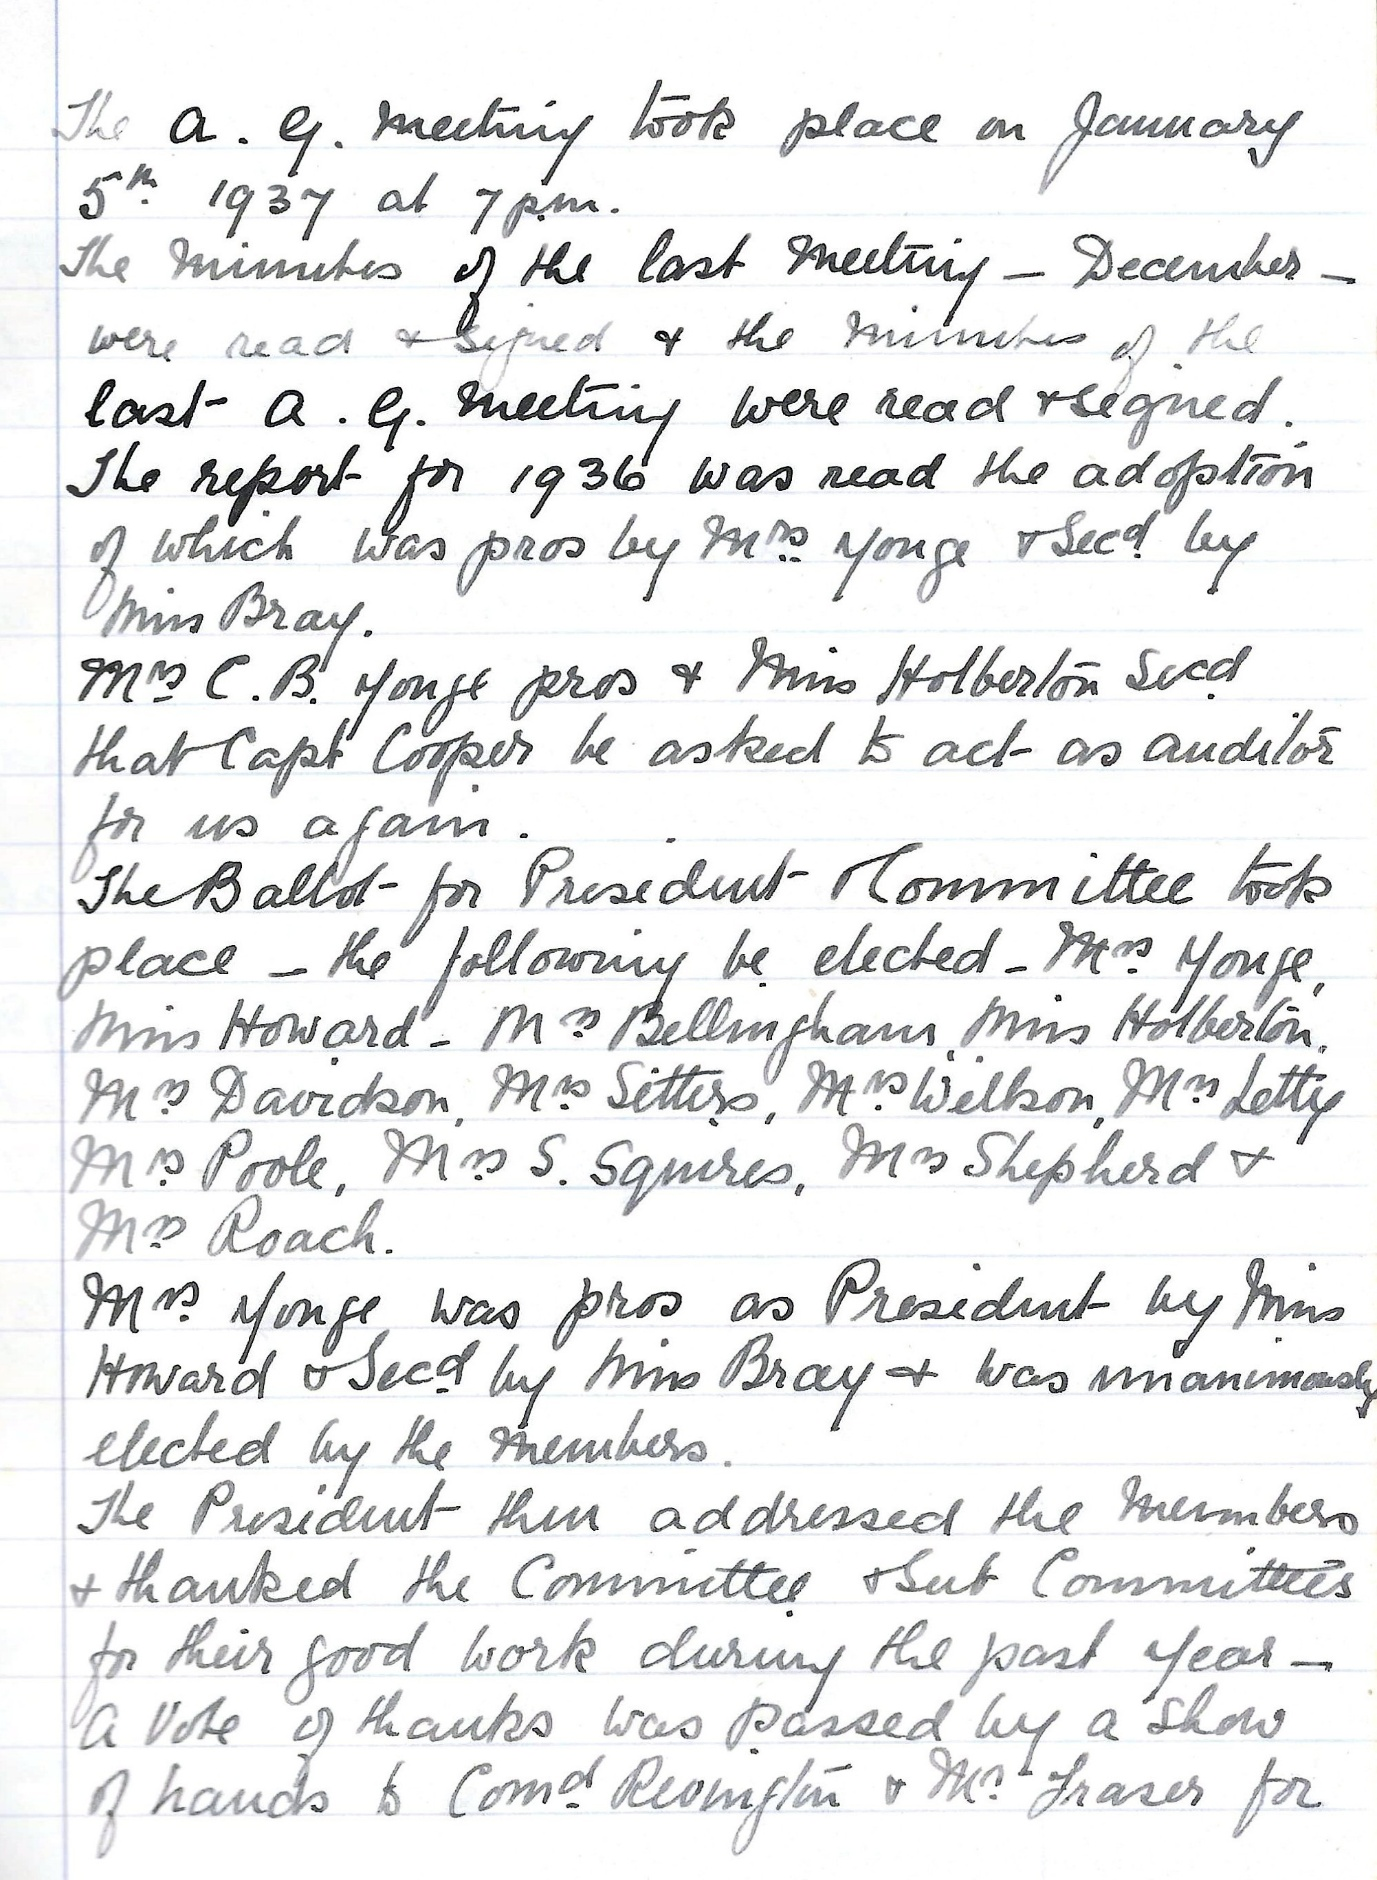 The A. G. Meeting took place on January
5th 1937 at 7 p.m.
The Minutes of the last Meeting – December –
were read & signed & the Minutes of the
last A. G. Meeting were read & signed.
The report for 1936 was read the adoption
of which was pros by Mrs Yonge & Secd by
Miss Bray.
Mrs C. B. Yonge pros & Miss Holberton Secd
that Capt Cooper be asked to act as auditor
for us again.
The Ballot for President & Committee took
place – the following be elected – Mrs Yonge,
Miss Howard – Mrs Bellingham, Miss Holberton,
Mrs Davidson, Mrs Sitters, Mrs Willson, Mrs Letty
Mrs Poole, Mrs S. Squires, Mrs Shepherd &
Mrs Roach.
Mrs Yonge was pros as President by Miss
Howard & Secd by Miss Bray & was unanimously
elected by the Members.
The President then addressed the Members
& thanked the Committee & Sub Committees
for their good work during the past year –
A Vote of thanks was passed by a show
of hands to Comd Revington & Mr Fraser for